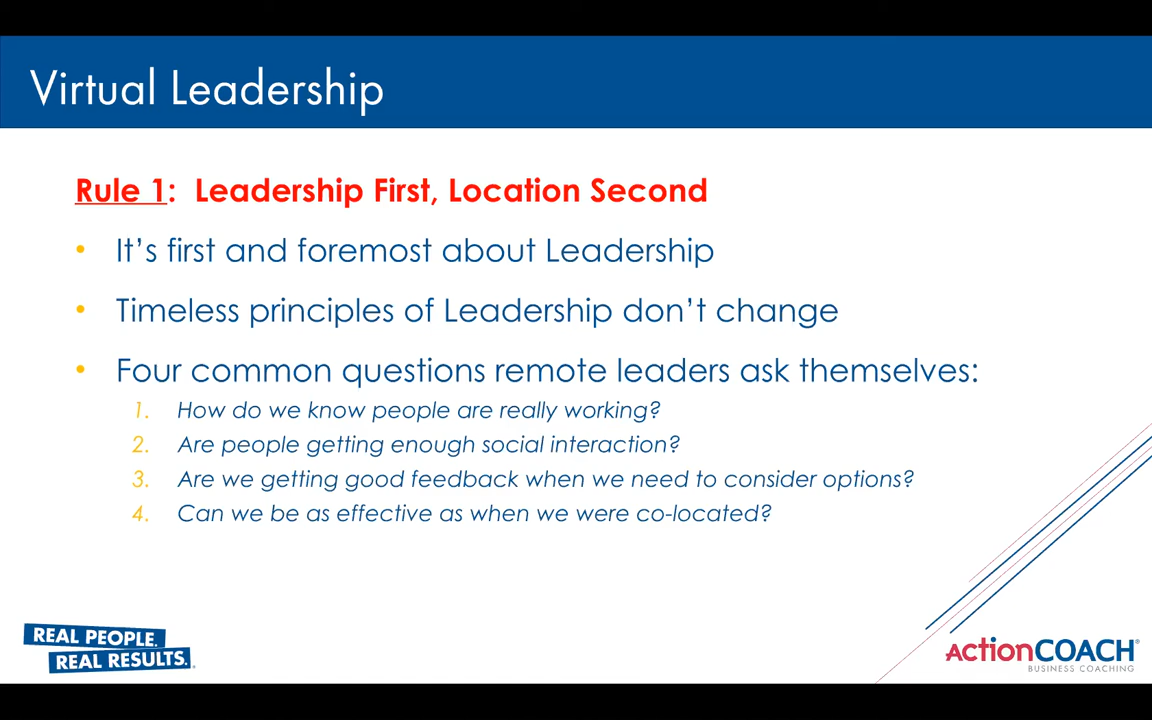 Virtual Leadership
Rule 1: Leadership First, Location Second
• It’s first and foremost about Leadership
• Timeless principles of Leadership don’t change
• Four common questions remote leaders ask themselves:
1. How do we know people are really working?
2. Are people getting enough social interaction?
3. Are we getting good feedback when we need to consider options?
4. Can we be as effective as when we were co-located?
REAL PEOPLE.
REAL RESULTS.
ActionCOACH®
BUSINESS COACHING